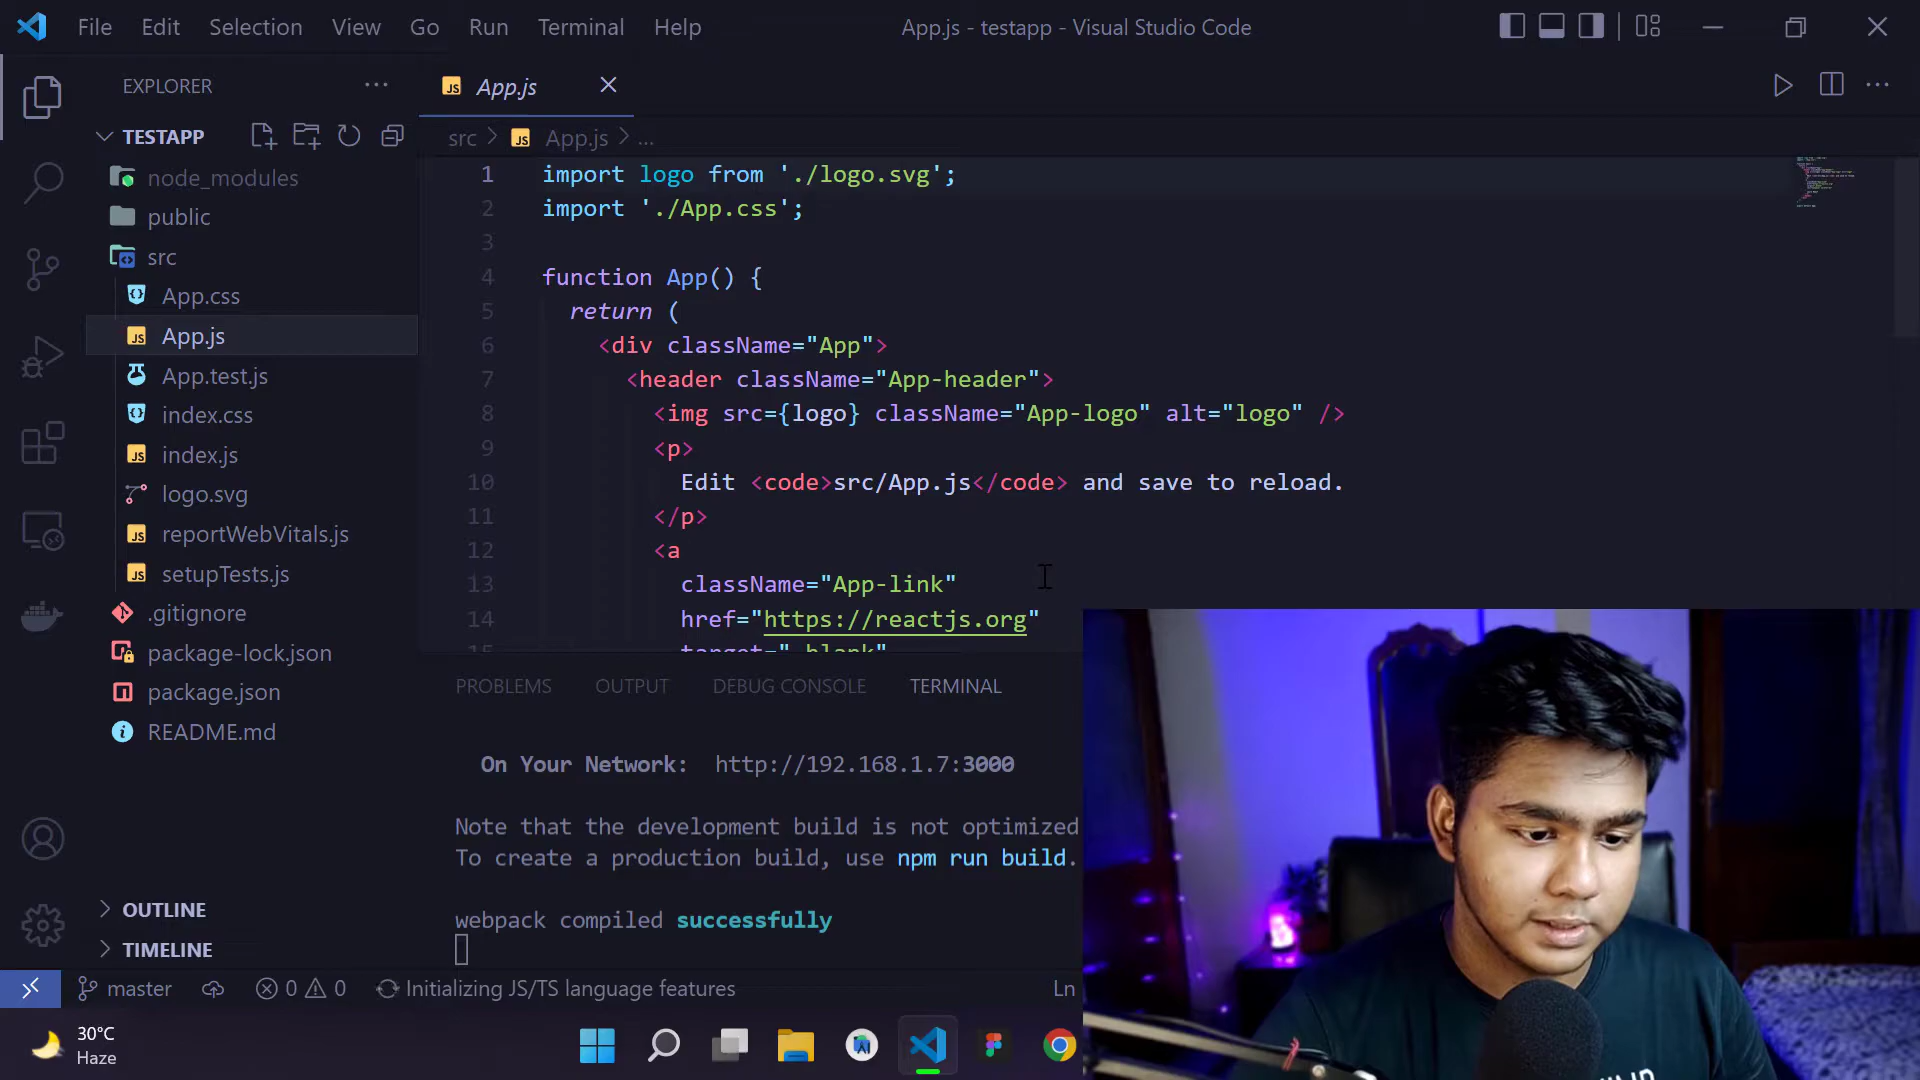 File Edit Selection View Go Run Terminal Help
App.js - testapp - Visual Studio Code
EXPLORER
TESTAPP
node_modules
public
src
App.css
App.js
App.test.js
index.css
index.js
logo.svg
reportWebVitals.js
setupTests.js
.gitignore
package-lock.json
package.json
README.md
OUTLINE
TIMELINE
App.js
src > App.js > ...
1 import logo from './logo.svg';
2 import './App.css';
3
4 function App() {
5 return (
6 <div className="App">
7 <header className="App-header">
8 <img src={logo} className="App-logo" alt="logo" />
9 <p>
10 Edit <code>src/App.js</code> and save to reload.
11 </p>
12 <a
13 className="App-link"
14 href="https://reactjs.org"
15 target="_blank"
PROBLEMS OUTPUT DEBUG CONSOLE TERMINAL
On Your Network: http://192.168.1.7:3000
Note that the development build is not optimized
To create a production build, use npm run build.
webpack compiled successfully
master 0 0 Initializing JS/TS language features Ln
30°C
Haze